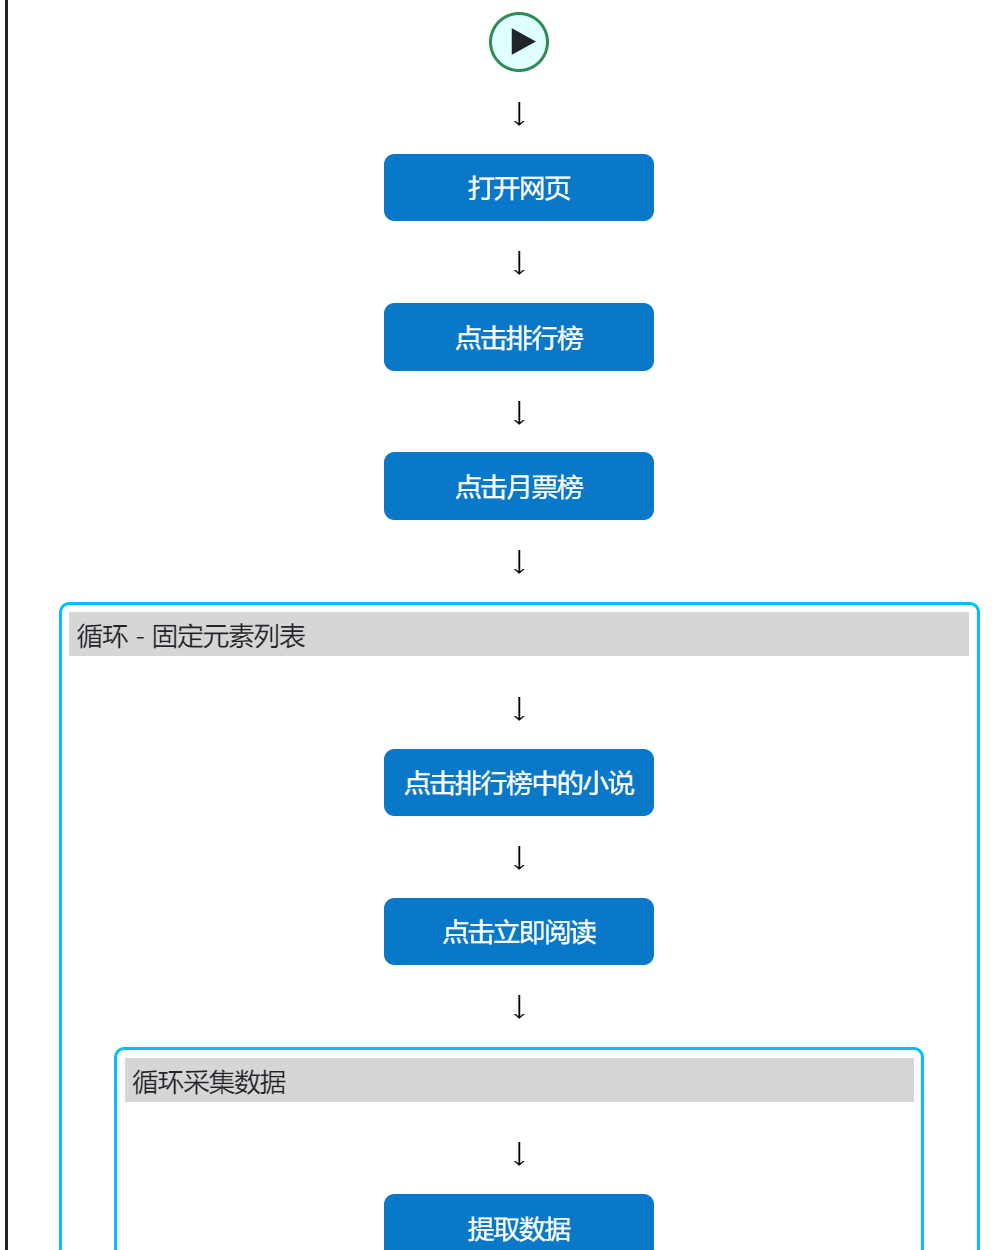 打开网页
点击排行榜
点击月票榜
循环 - 固定元素列表
点击排行榜中的小说
点击立即阅读
循环采集数据
提取数据